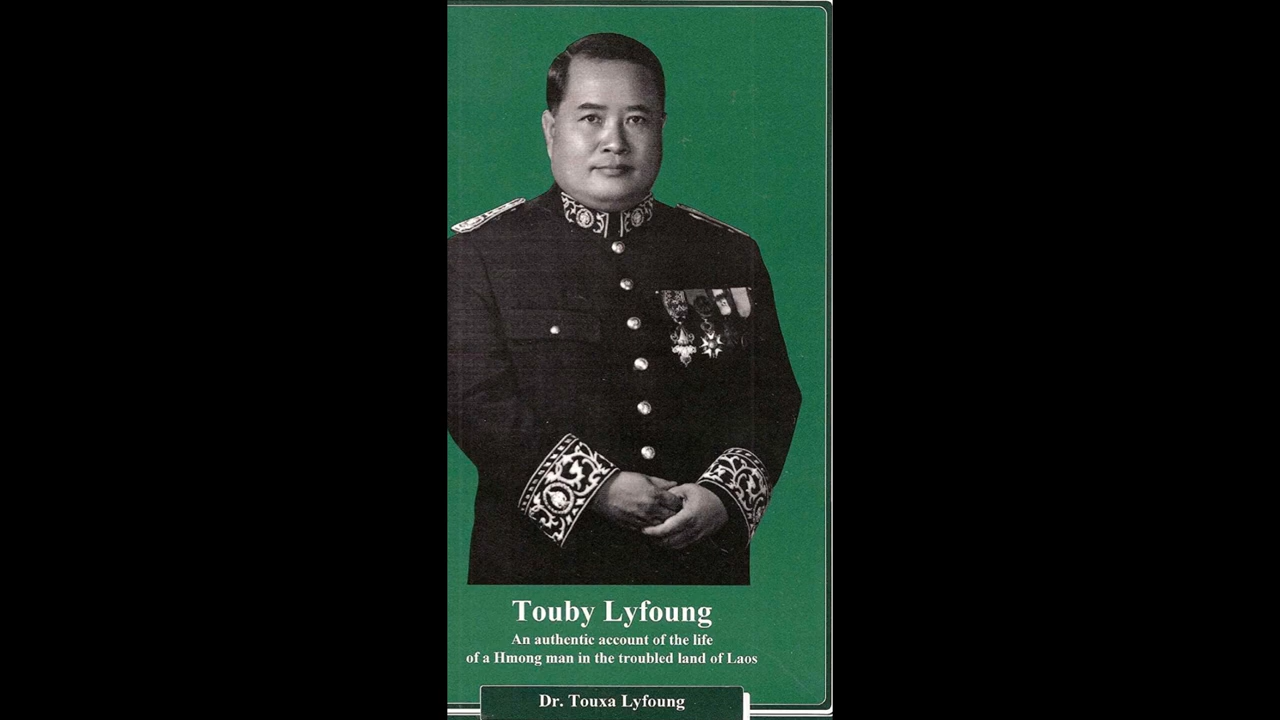 Touby Lyfoung
An authentic account of the life
of a Hmong man in the troubled land of Laos
Dr. Touxa Lyfoung